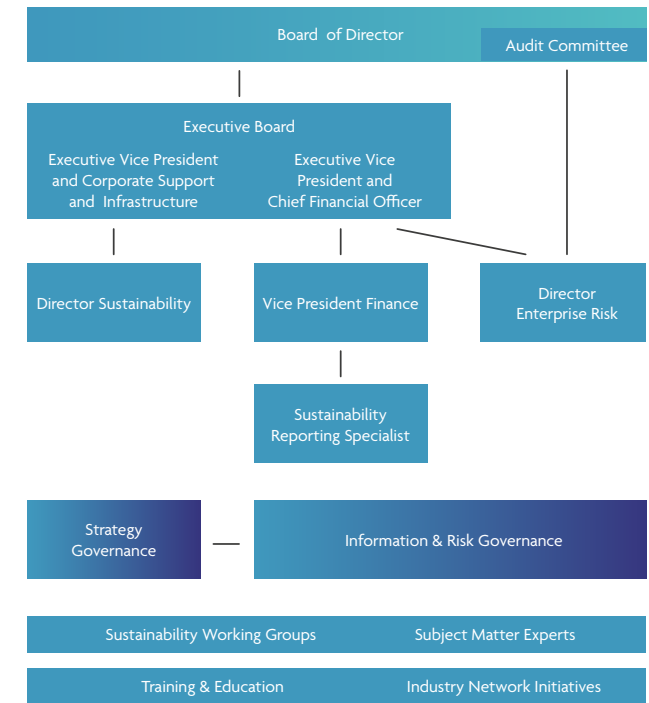 Board of Director
Audit Committee
Executive Board
Executive Vice President
and Corporate Support
and Infrastructure
Executive Vice
President and
Chief Financial Officer
Director Sustainability
Vice President Finance
Director
Enterprise Risk
Sustainability
Reporting Specialist
Strategy
Governance
Information & Risk Governance
Sustainability Working Groups
Subject Matter Experts
Training & Education
Industry Network Initiatives